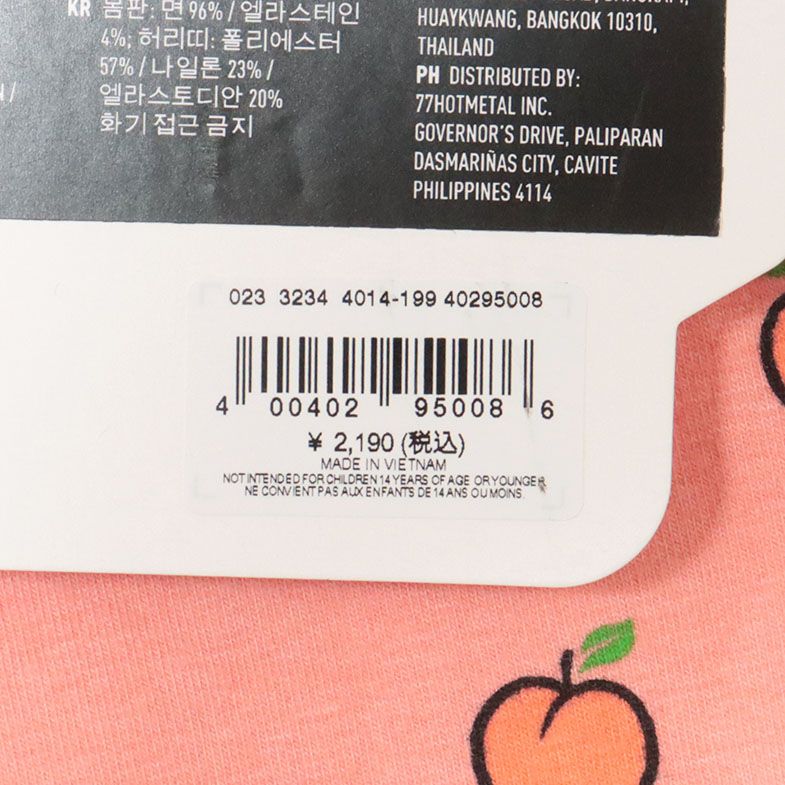 KR 몸판: 면 96% / 엘라스테인
4%; 허리띠: 폴리에스터
57% / 나일론 23% /
엘라스토디안 20%
화기 접근 금지
HUAYKWANG, BANGKOK 10310,
THAILAND
PH DISTRIBUTED BY:
77HOTMETAL INC.
GOVERNOR'S DRIVE, PALIPARAN
DASMARIÑAS CITY, CAVITE
PHILIPPINES 4114
023 3234 4014-199 40295008
4 00402 95008 6
¥ 2,190 (税込)
MADE IN VIETNAM
NOT INTENDED FOR CHILDREN 14 YEARS OF AGE OR YOUNGER
NE CONVIENT PAS AUX ENFANTS DE 14 ANS OU MOINS.